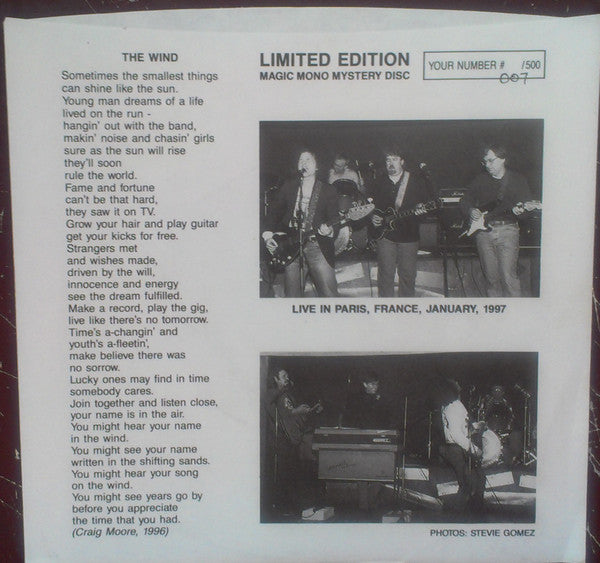 THE WIND
Sometimes the smallest things
can shine like the sun.
Young man dreams of a life
lived on the run -
hangin' out with the band,
makin' noise and chasin' girls
sure as the sun will rise
they'll soon
rule the world.
Fame and fortune
can't be that hard,
they saw it on TV.
Grow your hair and play guitar
get your kicks for free.
Strangers met
and wishes made,
driven by the will,
innocence and energy
see the dream fulfilled.
Make a record, play the gig,
live like there's no tomorrow.
Time's a-changin' and
youth's a-fleetin',
make believe there was
no sorrow.
Lucky ones may find in time
somebody cares.
Join together and listen close,
your name is in the air.
You might hear your name
in the wind.
You might see your name
written in the shifting sands.
You might hear your song
on the wind.
You might see years go by
before you appreciate
the time that you had.
(Craig Moore, 1996)
LIMITED EDITION
MAGIC MONO MYSTERY DISC
YOUR NUMBER # /500
007
LIVE IN PARIS, FRANCE, JANUARY, 1997
PHOTOS: STEVIE GOMEZ